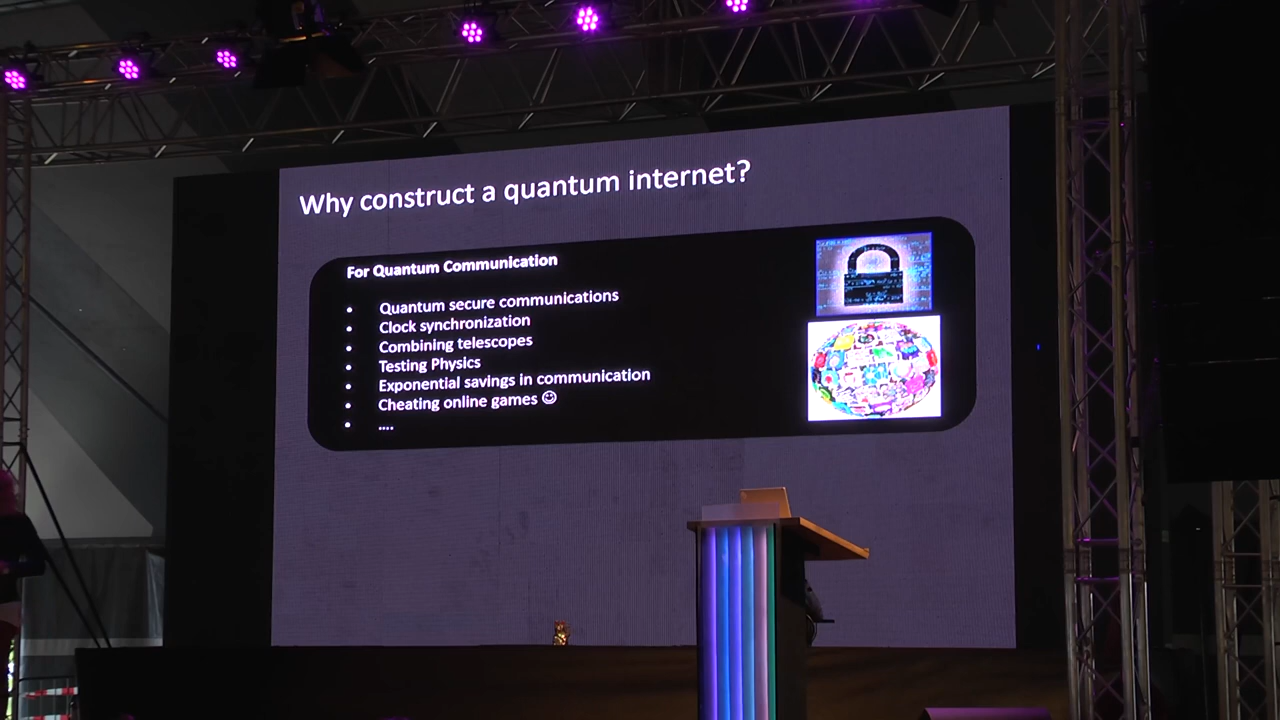 Why construct a quantum internet?
For Quantum Communication
• Quantum secure communications
• Clock synchronization
• Combining telescopes
• Testing Physics
• Exponential savings in communication
• Cheating online games ☺
• ....